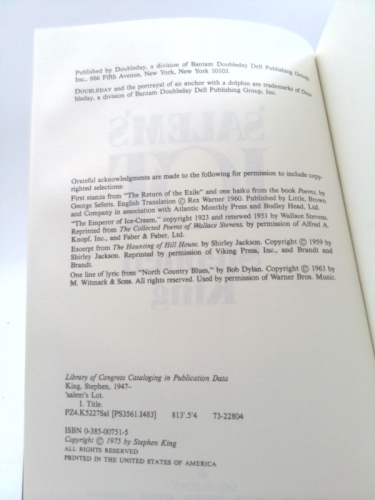 Published by Doubleday, a division of Bantam Doubleday Dell Publishing Group,
Inc., 666 Fifth Avenue, New York, New York 10103.
DOUBLEDAY and the portrayal of an anchor with a dolphin are trademarks of Dou-
bleday, a division of Bantam Doubleday Dell Publishing Group, Inc.
Grateful acknowledgments are made to the following for permission to include copy-
righted selections:
First stanza from "The Return of the Exile" and one haiku from the book Poems, by
George Seferis. English Translation © Rex Warner 1960. Published by Little, Brown
and Company in association with Atlantic Monthly Press and Bodley Head, Ltd.
"The Emperor of Ice-Cream," copyright 1923 and renewed 1951 by Wallace Stevens.
Reprinted from The Collected Poems of Wallace Stevens, by permission of Alfred A.
Knopf, Inc., and Faber & Faber, Ltd.
Excerpt from The Haunting of Hill House, by Shirley Jackson. Copyright © 1959 by
Shirley Jackson. Reprinted by permission of Viking Press, Inc., and Brandt and
Brandt.
One line of lyric from "North Country Blues," by Bob Dylan. Copyright © 1963 by
M. Witmark & Sons. All rights reserved. Used by permission of Warner Bros. Music.
Library of Congress Cataloging in Publication Data
King, Stephen, 1947–
'salem's Lot.
I. Title.
PZ4.K5227Sal [PS3561.I483] 813'.5'4 73-22804
ISBN 0-385-00751-5
Copyright © 1975 by Stephen King
ALL RIGHTS RESERVED
PRINTED IN THE UNITED STATES OF AMERICA